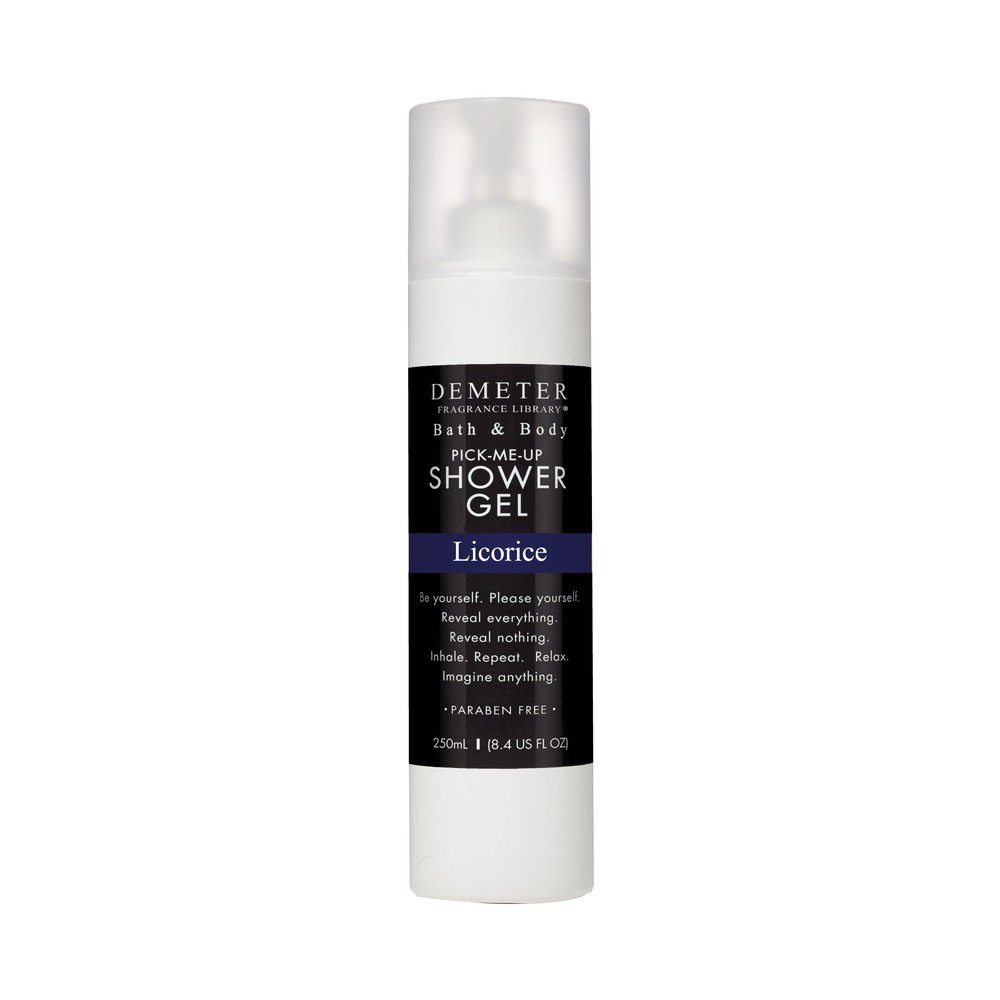 DEMETER
FRAGRANCE LIBRARY®
Bath & Body
PICK-ME-UP
SHOWER
GEL
Licorice
Be yourself. Please yourself.
Reveal everything.
Reveal nothing.
Inhale. Repeat. Relax.
Imagine anything.
• PARABEN FREE •
250mL | (8.4 US FL OZ)